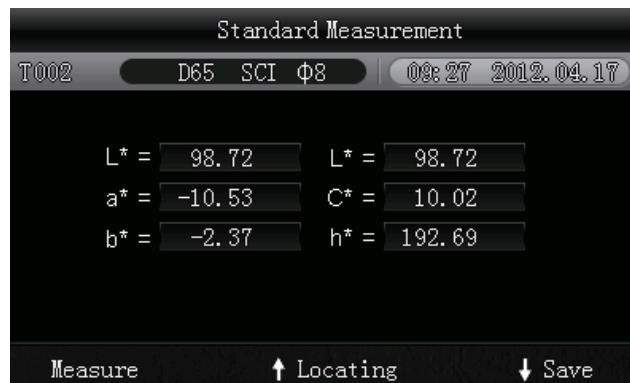 Standard Measurement
T002 D65 SCI Φ8 09:27 2012.04.17
L* = 98.72 L* = 98.72
a* = -10.53 C* = 10.02
b* = -2.37 h* = 192.69
Measure ↑ Locating ↓ Save